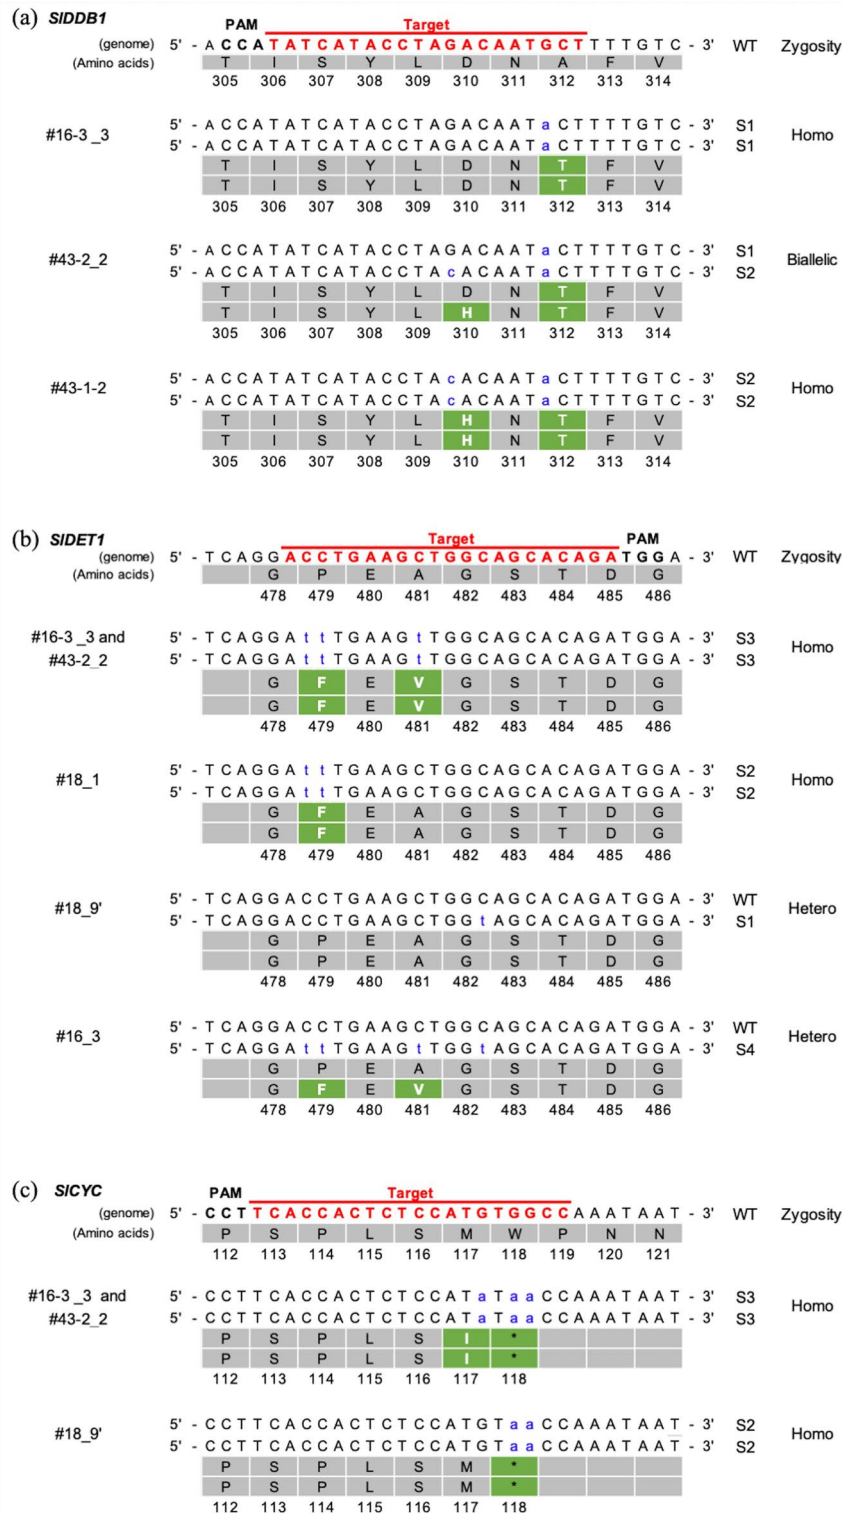 (a) SlDDB1
PAM Target
(genome) 5' - A C C A T A T C A T A C C T A G A C A A T G C T T T T G T C - 3' WT Zygosity
(Amino acids) T I S Y L D N A F V
305 306 307 308 309 310 311 312 313 314
#16-3 _3
5' - A C C A T A T C A T A C C T A G A C A A T a C T T T T G T C - 3' S1 Homo
5' - A C C A T A T C A T A C C T A G A C A A T a C T T T T G T C - 3' S1
T I S Y L D N T F V
T I S Y L D N T F V
305 306 307 308 309 310 311 312 313 314
#43-2_2
5' - A C C A T A T C A T A C C T A G A C A A T a C T T T T G T C - 3' S1 Biallelic
5' - A C C A T A T C A T A C C T A c A C A A T a C T T T T G T C - 3' S2
T I S Y L D N T F V
T I S Y L H N T F V
305 306 307 308 309 310 311 312 313 314
#43-1-2
5' - A C C A T A T C A T A C C T A c A C A A T a C T T T T G T C - 3' S2 Homo
5' - A C C A T A T C A T A C C T A c A C A A T a C T T T T G T C - 3' S2
T I S Y L H N T F V
T I S Y L H N T F V
305 306 307 308 309 310 311 312 313 314
(b) SlDET1
Target PAM
(genome) 5' - T C A G G A C C T G A A G C T G G C A G C A C A G A T G G A - 3' WT Zygosity
(Amino acids) G P E A G S T D G
478 479 480 481 482 483 484 485 486
#16-3 _3 and
#43-2_2
5' - T C A G G A t t T G A A G t T G G C A G C A C A G A T G G A - 3' S3 Homo
5' - T C A G G A t t T G A A G t T G G C A G C A C A G A T G G A - 3' S3
G F E V G S T D G
G F E V G S T D G
478 479 480 481 482 483 484 485 486
#18_1
5' - T C A G G A t t T G A A G C T G G C A G C A C A G A T G G A - 3' S2 Homo
5' - T C A G G A t t T G A A G C T G G C A G C A C A G A T G G A - 3' S2
G F E A G S T D G
G F E A G S T D G
478 479 480 481 482 483 484 485 486
#18_9'
5' - T C A G G A C C T G A A G C T G G C A G C A C A G A T G G A - 3' WT Hetero
5' - T C A G G A C C T G A A G C T G G t A G C A C A G A T G G A - 3' S1
G P E A G S T D G
G P E A G S T D G
478 479 480 481 482 483 484 485 486
#16_3
5' - T C A G G A C C T G A A G C T G G C A G C A C A G A T G G A - 3' WT Hetero
5' - T C A G G A t t T G A A G t T G G t A G C A C A G A T G G A - 3' S4
G P E A G S T D G
G F E V G S T D G
478 479 480 481 482 483 484 485 486
(c) SlCYC
PAM Target
(genome) 5' - C C T T C A C C A C T C T C C A T G T G G C C A A A T A A T - 3' WT Zygosity
(Amino acids) P S P L S M W P N N
112 113 114 115 116 117 118 119 120 121
#16-3 _3 and
#43-2_2
5' - C C T T C A C C A C T C T C C A T a T a a C C A A A T A A T - 3' S3 Homo
5' - C C T T C A C C A C T C T C C A T a T a a C C A A A T A A T - 3' S3
P S P L S I *
P S P L S I *
112 113 114 115 116 117 118
#18_9'
5' - C C T T C A C C A C T C T C C A T G T a a C C A A A T A A T - 3' S2 Homo
5' - C C T T C A C C A C T C T C C A T G T a a C C A A A T A A T - 3' S2
P S P L S M *
P S P L S M *
112 113 114 115 116 117 118